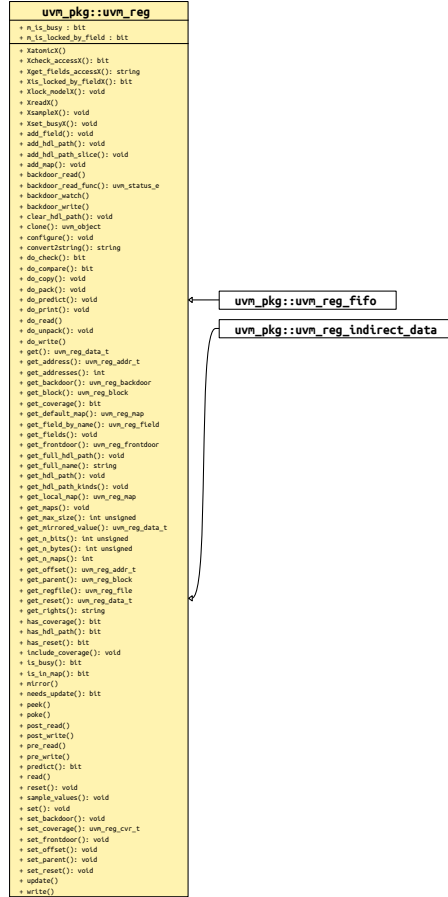 uvm_pkg::uvm_reg
+ m_is_busy : bit
+ m_is_locked_by_field : bit
+ XatomicX()
+ Xcheck_accessX(): bit
+ Xget_fields_accessX(): string
+ Xis_locked_by_fieldX(): bit
+ Xlock_modelX(): void
+ XreadX()
+ XsampleX(): void
+ Xset_busyX(): void
+ add_field(): void
+ add_hdl_path(): void
+ add_hdl_path_slice(): void
+ add_map(): void
+ backdoor_read()
+ backdoor_read_func(): uvm_status_e
+ backdoor_watch()
+ backdoor_write()
+ clear_hdl_path(): void
+ clone(): uvm_object
+ configure(): void
+ convert2string(): string
+ do_check(): bit
+ do_compare(): bit
+ do_copy(): void
+ do_pack(): void
+ do_predict(): void
+ do_print(): void
+ do_read()
+ do_unpack(): void
+ do_write()
+ get(): uvm_reg_data_t
+ get_address(): uvm_reg_addr_t
+ get_addresses(): int
+ get_backdoor(): uvm_reg_backdoor
+ get_block(): uvm_reg_block
+ get_coverage(): bit
+ get_default_map(): uvm_reg_map
+ get_field_by_name(): uvm_reg_field
+ get_fields(): void
+ get_frontdoor(): uvm_reg_frontdoor
+ get_full_hdl_path(): void
+ get_full_name(): string
+ get_hdl_path(): void
+ get_hdl_path_kinds(): void
+ get_local_map(): uvm_reg_map
+ get_maps(): void
+ get_max_size(): int unsigned
+ get_mirrored_value(): uvm_reg_data_t
+ get_n_bits(): int unsigned
+ get_n_bytes(): int unsigned
+ get_n_maps(): int
+ get_offset(): uvm_reg_addr_t
+ get_parent(): uvm_reg_block
+ get_regfile(): uvm_reg_file
+ get_reset(): uvm_reg_data_t
+ get_rights(): string
+ has_coverage(): bit
+ has_hdl_path(): bit
+ has_reset(): bit
+ include_coverage(): void
+ is_busy(): bit
+ is_in_map(): bit
+ mirror()
+ needs_update(): bit
+ peek()
+ poke()
+ post_read()
+ post_write()
+ pre_read()
+ pre_write()
+ predict(): bit
+ read()
+ reset(): void
+ sample_values(): void
+ set(): void
+ set_backdoor(): void
+ set_coverage(): uvm_reg_cvr_t
+ set_frontdoor(): void
+ set_offset(): void
+ set_parent(): void
+ set_reset(): void
+ update()
+ write()
uvm_pkg::uvm_reg_fifo
uvm_pkg::uvm_reg_indirect_data